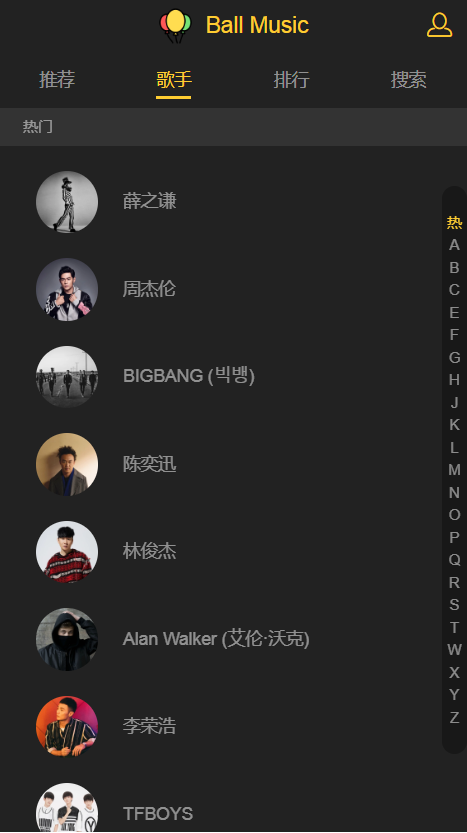 Ball Music
推荐 歌手 排行 搜索
热门
薛之谦
周杰伦
BIGBANG (빅뱅)
陈奕迅
林俊杰
Alan Walker (艾伦·沃克)
李荣浩
TFBOYS
热
A
B
C
E
F
G
H
J
K
L
M
N
O
P
Q
R
S
T
W
X
Y
Z